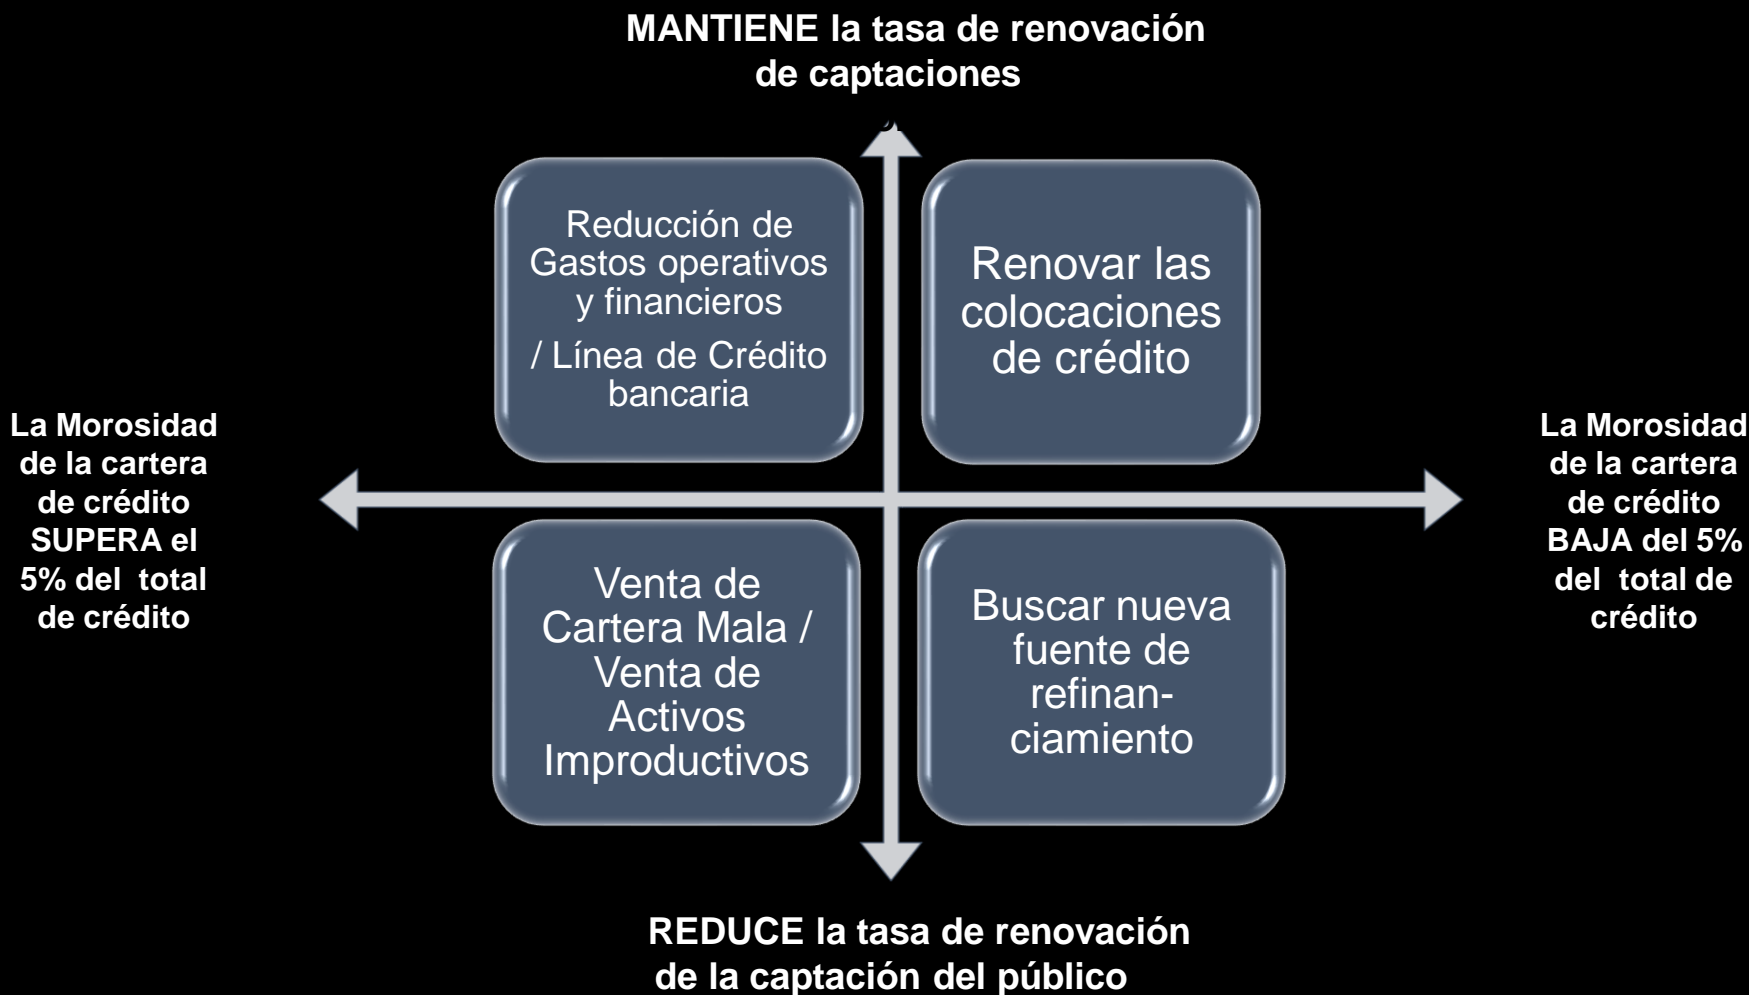 MANTIENE la tasa de renovación
de captaciones
Reducción de
Gastos operativos
y financieros
/ Línea de Crédito
bancaria
Renovar las
colocaciones
de crédito
La Morosidad
de la cartera
de crédito
SUPERA el
5% del total
de crédito
La Morosidad
de la cartera
de crédito
BAJA del 5%
del total de
crédito
Venta de
Cartera Mala /
Venta de
Activos
Improductivos
Buscar nueva
fuente de
refinan-
ciamiento
REDUCE la tasa de renovación
de la captación del público